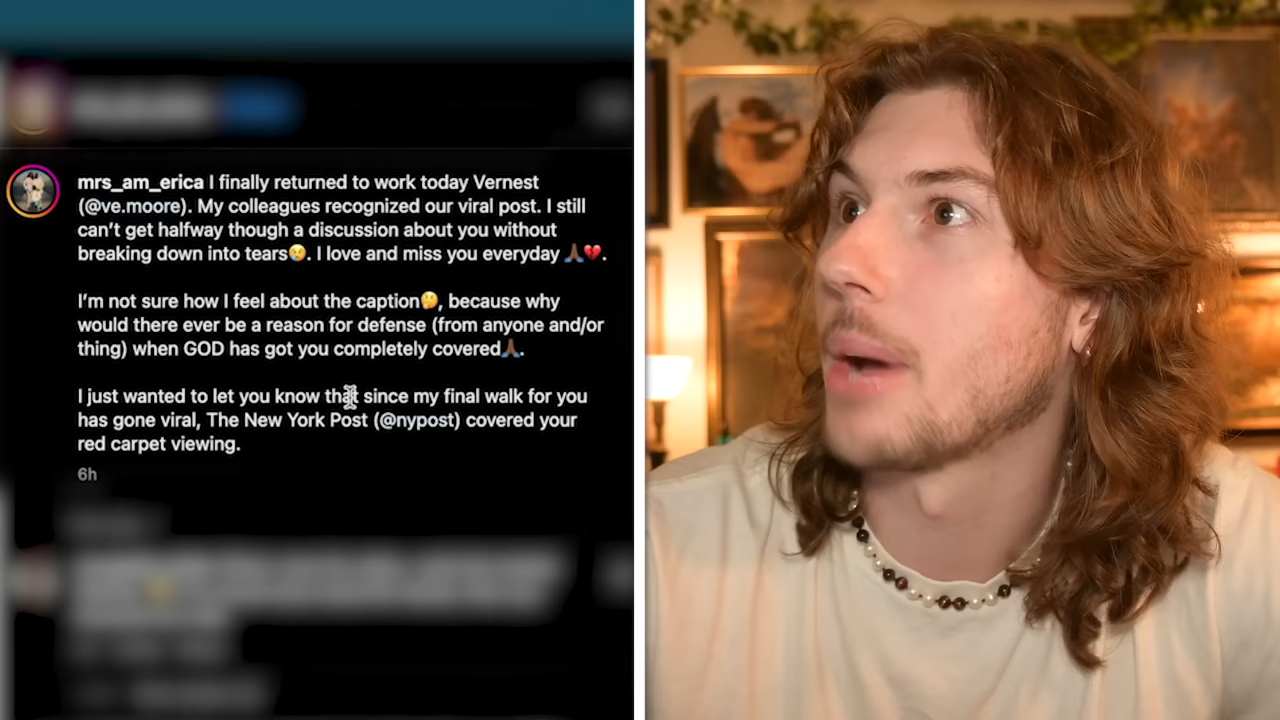 mrs_am_erica I finally returned to work today Vernest
(@ve.moore). My colleagues recognized our viral post. I still
can’t get halfway though a discussion about you without
breaking down into tears😢. I love and miss you everyday 🙏🏾💔.
I’m not sure how I feel about the caption🤔, because why
would there ever be a reason for defense (from anyone and/or
thing) when GOD has got you completely covered🙏🏾.
I just wanted to let you know that since my final walk for you
has gone viral, The New York Post (@nypost) covered your
red carpet viewing.
6h